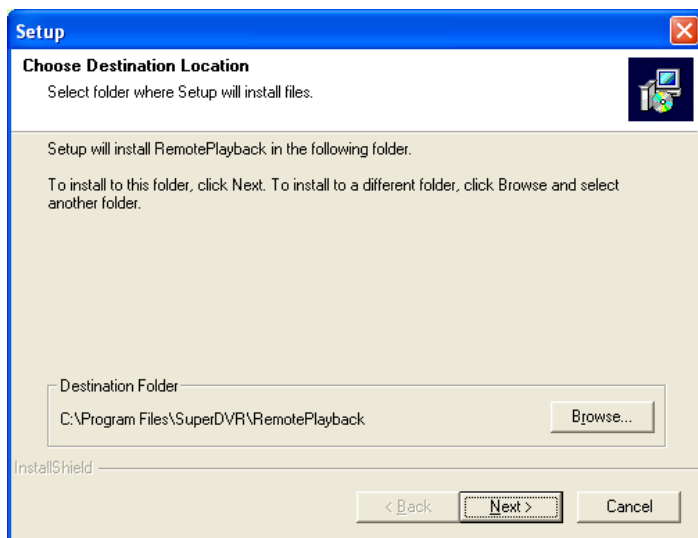 Setup
Choose Destination Location
Select folder where Setup will install files.
Setup will install RemotePlayback in the following folder.
To install to this folder, click Next. To install to a different folder, click Browse and select
another folder.
Destination Folder
C:\Program Files\SuperDVR\RemotePlayback
Browse...
InstallShield
< Back
Next >
Cancel